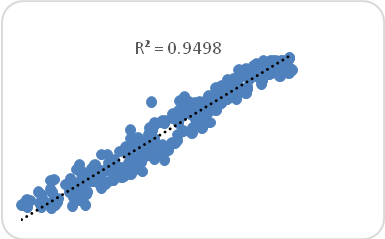 R² = 0.9498